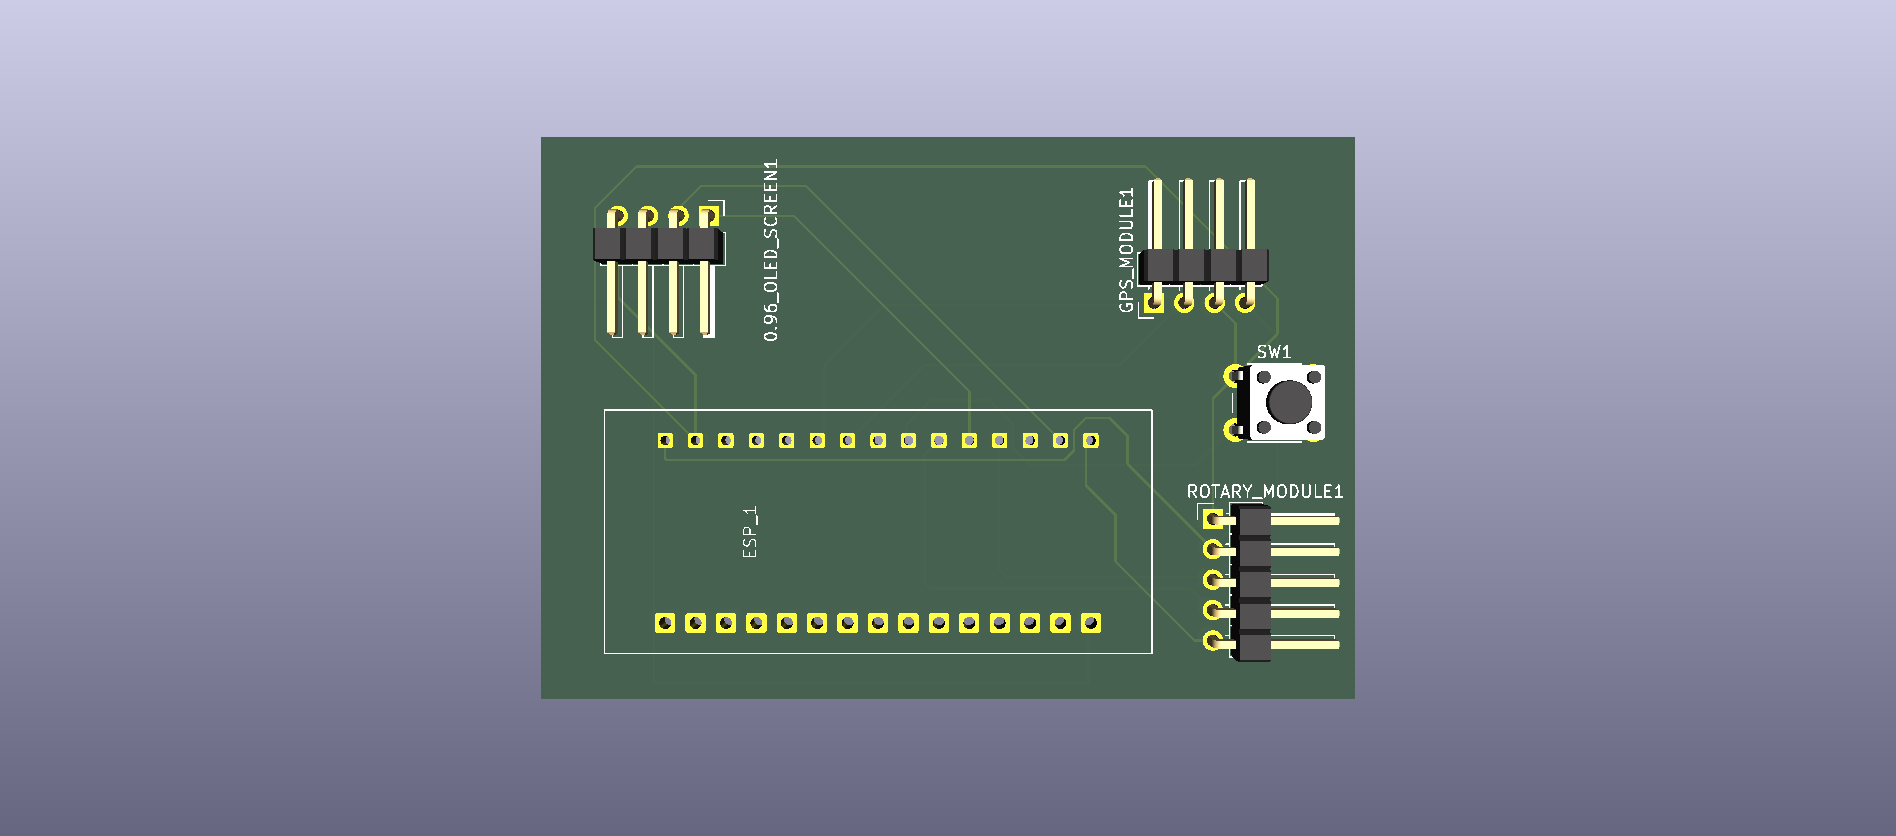 0.96_OLED_SCREEN1
GPS_MODULE1
SW1
ROTARY_MODULE1
ESP_1